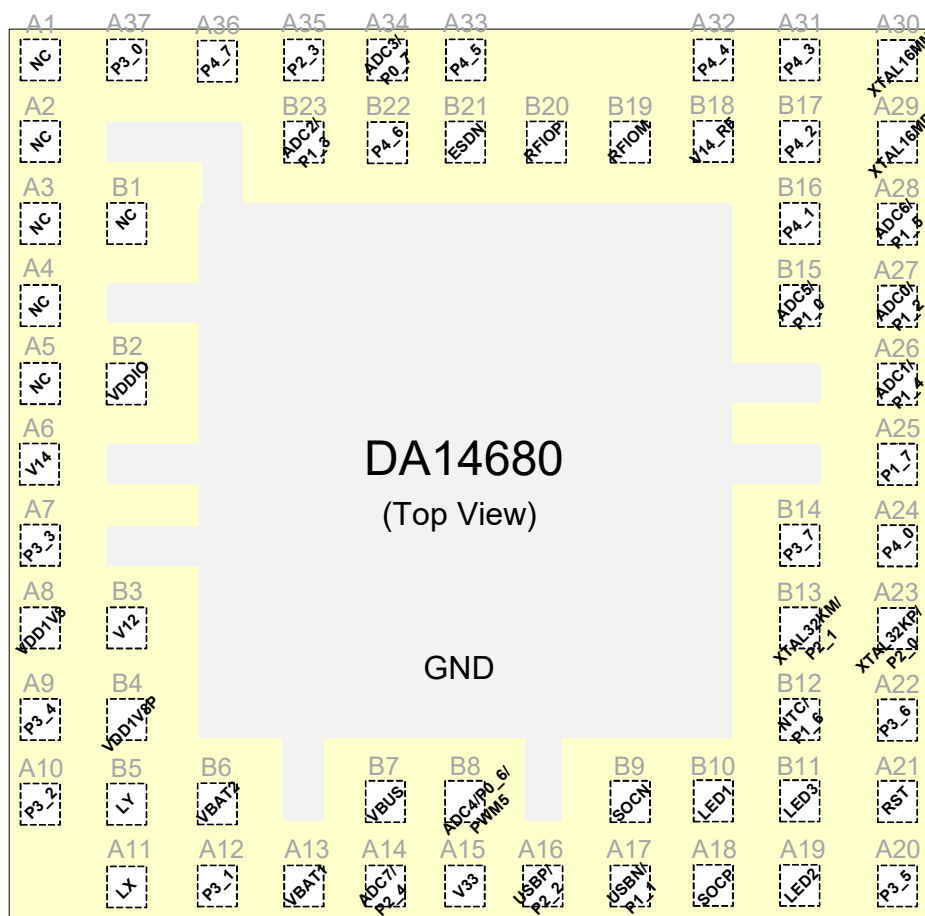 A1 A37 A36 A35 A34 A33 A32 A31 A30
NC P3_0 P4_7 P2_3 ADC3/ P0_7 P4_5 P4_4 P4_3
A2 B23 B22 B21 B20 B19 B18 B17 A29
NC ADC2/ P1_3 P4_6 ESDN RFIOP RFIOM V14_RF P4_2
A3 B1 B16 A28
NC NC P4_1 ADC6/ P1_5
A4 B15 A27
NC ADC5/ P1_0 ADC0/ P1_2
A5 B2 A26
NC VDDIO ADC1/ P1_4
A6 A25
V14 P1_7
DA14680
(Top View)
A7 B14 A24
P3_3 P3_7 P4_0
A8 B3 B13 A23
VDD1V8 V12 XTAL32KM/ P2_1 XTAL32KP/ P2_0
GND
A9 B4 B12 A22
P3_4 VDD1V8P NTC/ P1_6 P3_6
A10 B5 B6 B7 B8 B9 B10 B11 A21
P3_2 LY VBAT2 VBUS ADC4/P0_6/ PWM5 SOCN LED1 LED3 RST
A11 A12 A13 A14 A15 A16 A17 A18 A19 A20
LX P3_1 VBAT1 ADC7/ P2_4 V33 USBP/ P2_2 USBN/ P1_1 SOCP LED2 P3_5